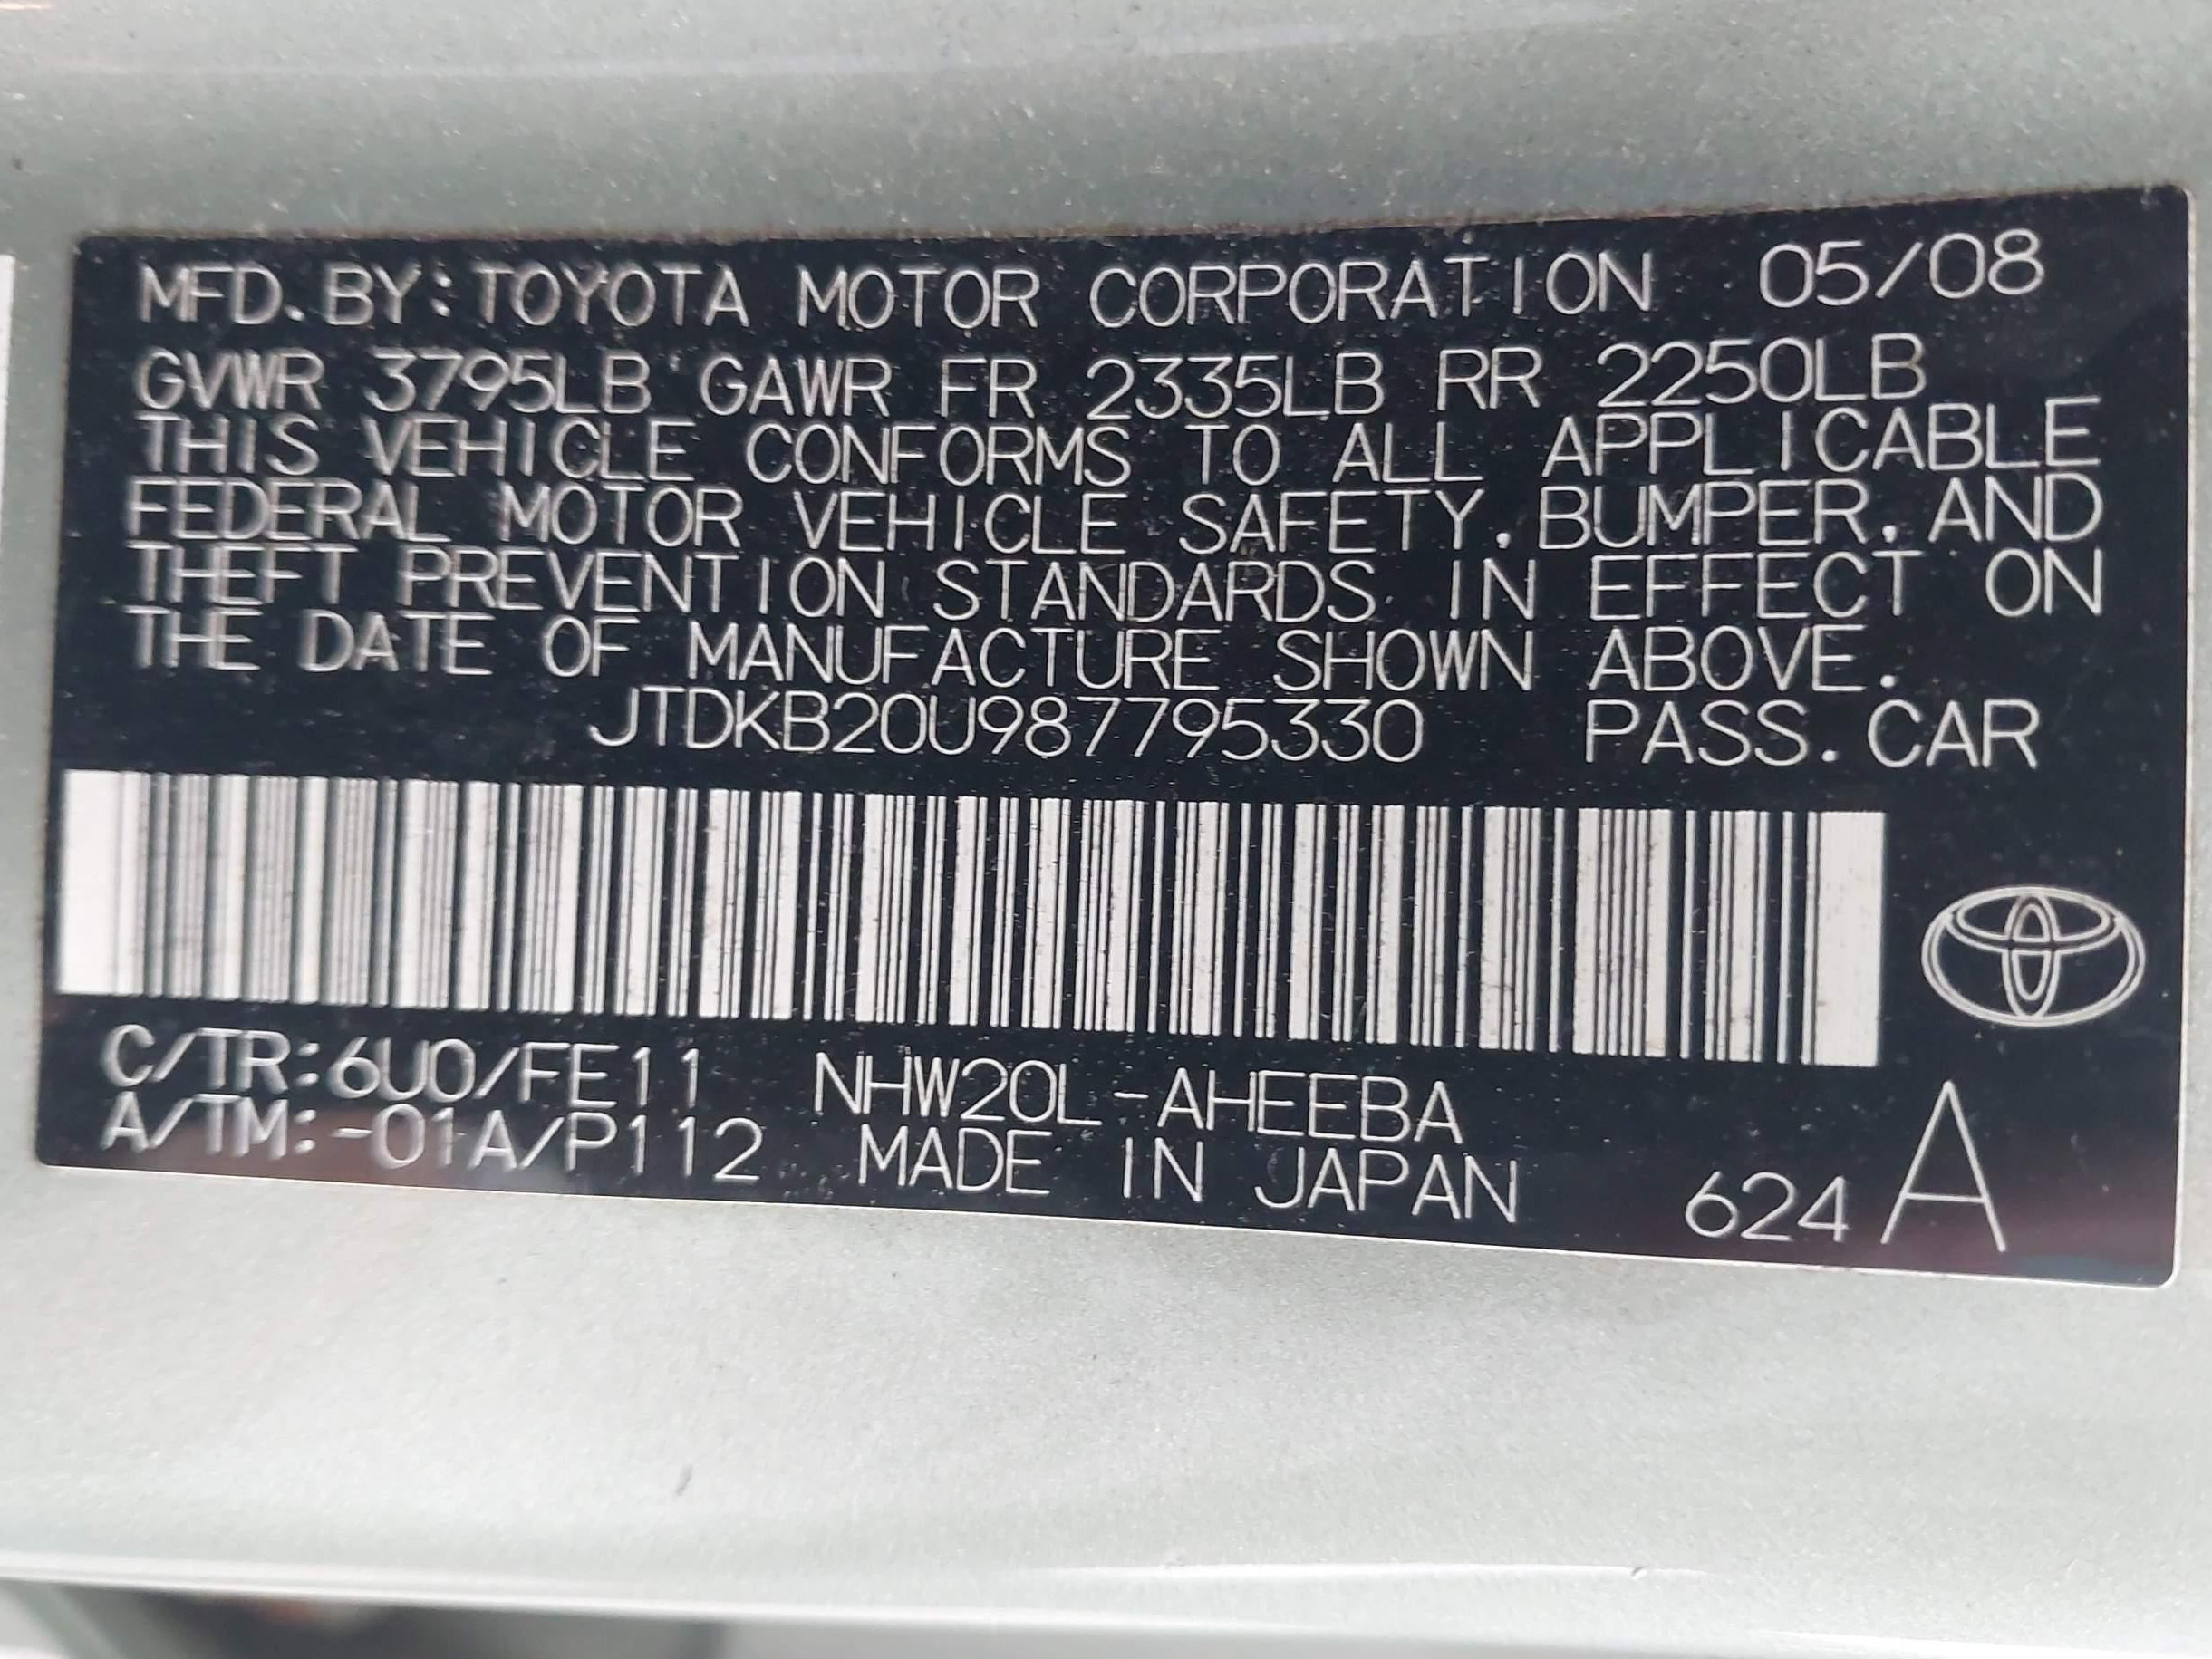 MFD. BY: TOYOTA MOTOR CORPORATION 05/08
GVWR 3795LB GAWR FR 2335LB RR 2250LB
THIS VEHICLE CONFORMS TO ALL APPLICABLE
FEDERAL MOTOR VEHICLE SAFETY, BUMPER, AND
THEFT PREVENTION STANDARDS IN EFFECT ON
THE DATE OF MANUFACTURE SHOWN ABOVE.
JTDKB20U987795330 PASS. CAR
C/TR:6U0/FE11 NHW20L-AHEEBA
A/TM:-01A/P112 MADE IN JAPAN 624 A